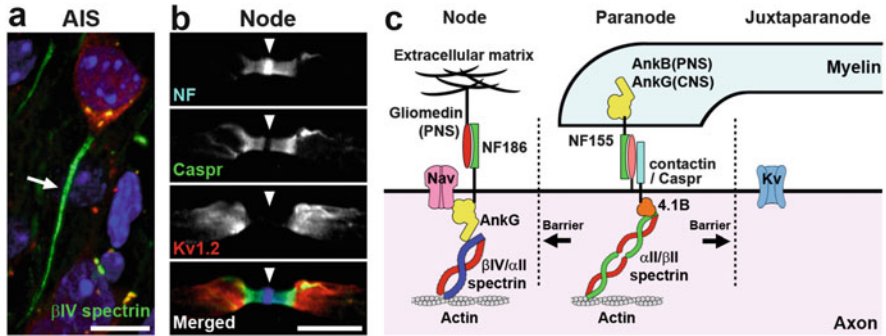 a
AIS
βIV spectrin
b
Node
NF
Caspr
Kv1.2
Merged
c
Node
Paranode
Juxtaparanode
Extracellular matrix
AnkB(PNS)
AnkG(CNS)
Myelin
Gliomedin
(PNS)
NF186
NF155
contactin
/ Caspr
Nav
Kv
AnkG
4.1B
Barrier
Barrier
βIV/αII
spectrin
αII/βII
spectrin
Actin
Actin
Axon